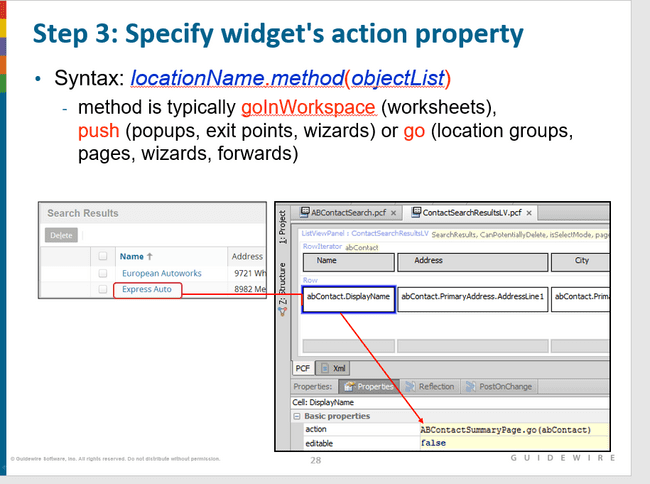 Step 3: Specify widget's action property
• Syntax: locationName.method(objectList)
- method is typically goInWorkspace (worksheets),
push (popups, exit points, wizards) or go (location groups,
pages, wizards, forwards)
Search Results
Delete
Name ↑ Address
European Autoworks 9721 Wh
Express Auto 8982 Me
1: Project
Z: Structure
ABContactSearch.pcf × ContactSearchResultsLV.pcf ×
ListViewPanel : ContactSearchResultsLV SearchResults, CanPotentiallyDelete, isSelectMode, page
RowIterator abContact
Name Address City
Row
abContact.DisplayName abContact.PrimaryAddress.AddressLine1 abContact.Prima
PCF Xml
Properties: Properties Reflection PostOnChange
Cell: DisplayName
Basic properties
action ABContactSummaryPage.go(abContact)
editable false
© Guidewire Software, Inc. All rights reserved. Do not distribute without permission.
28
GUIDEWIRE